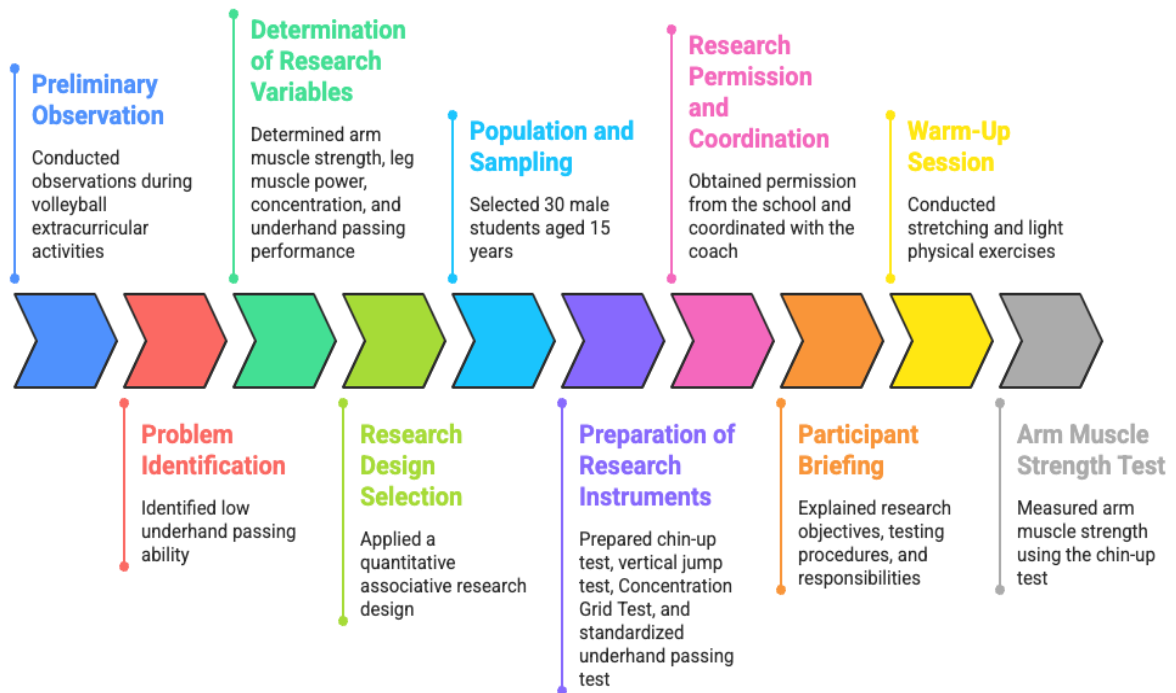 Preliminary
Observation
Conducted
observations during
volleyball
extracurricular
activities
Problem
Identification
Identified low
underhand passing
ability
Determination
of Research
Variables
Determined arm
muscle strength, leg
muscle power,
concentration, and
underhand passing
performance
Research
Design
Selection
Applied a
quantitative
associative research
design
Population and
Sampling
Selected 30 male
students aged 15
years
Preparation of
Research
Instruments
Prepared chin-up
test, vertical jump
test, Concentration
Grid Test, and
standardized
underhand passing
test
Research
Permission
and
Coordination
Obtained permission
from the school and
coordinated with the
coach
Participant
Briefing
Explained research
objectives, testing
procedures, and
responsibilities
Warm-Up
Session
Conducted
stretching and light
physical exercises
Arm Muscle
Strength Test
Measured arm
muscle strength
using the chin-up
test